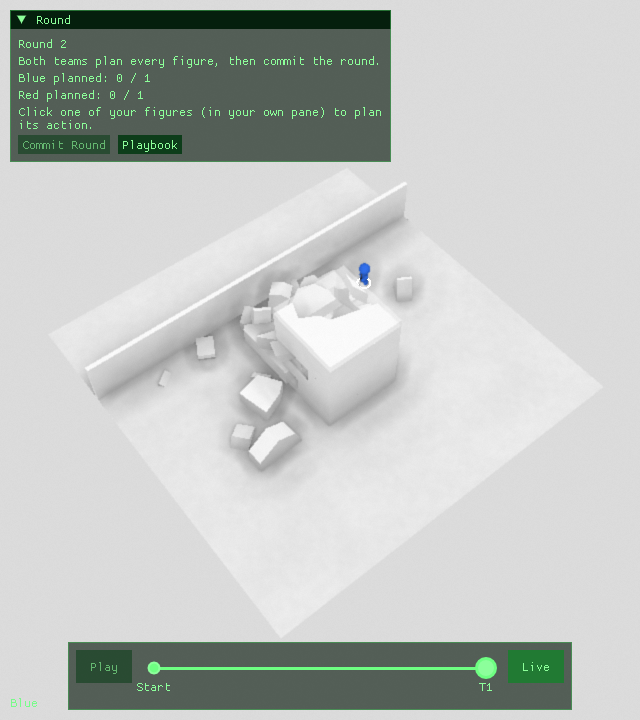 Round
Round 2
Both teams plan every figure, then commit the round.
Blue planned: 0 / 1
Red planned: 0 / 1
Click one of your figures (in your own pane) to plan
its action.
Commit Round Playbook
Play Live
Start T1
Blue